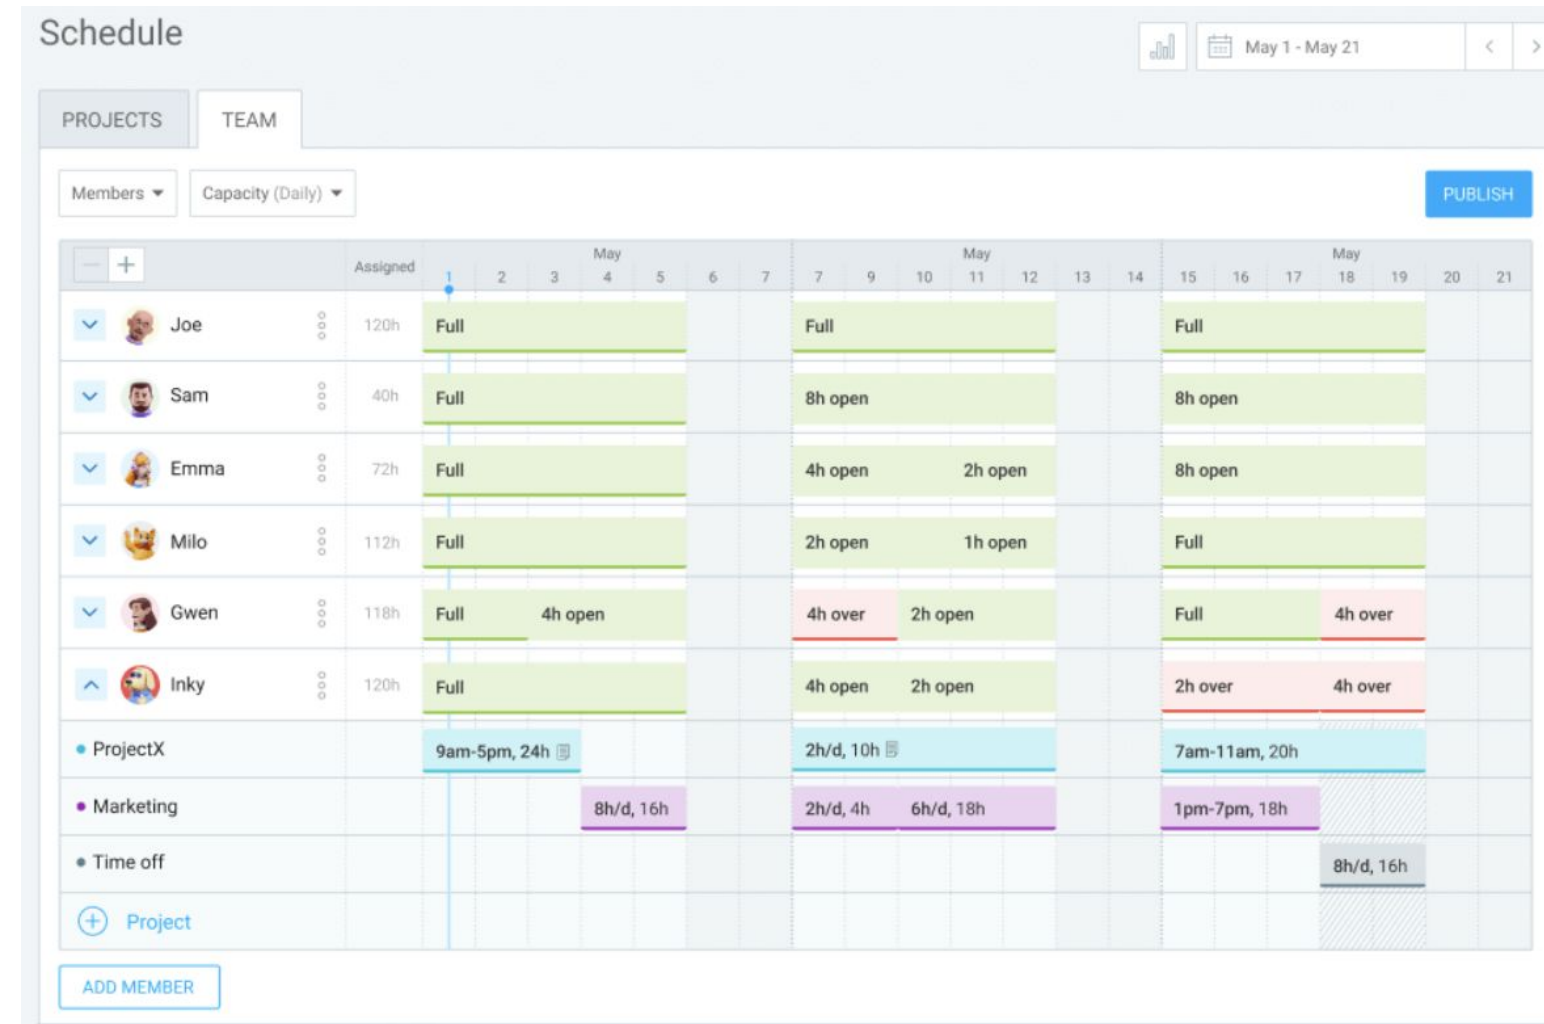 Schedule
May 1 - May 21
PROJECTS TEAM
Members Capacity (Daily)
PUBLISH
May May May
Assigned 1 2 3 4 5 6 7 7 9 10 11 12 13 14 15 16 17 18 19 20 21
Joe 120h Full Full Full
Sam 40h Full 8h open 8h open
Emma 72h Full 4h open 2h open 8h open
Milo 112h Full 2h open 1h open Full
Gwen 118h Full 4h open 4h over 2h open Full 4h over
Inky 120h Full 4h open 2h open 2h over 4h over
ProjectX 9am-5pm, 24h 2h/d, 10h 7am-11am, 20h
Marketing 8h/d, 16h 2h/d, 4h 6h/d, 18h 1pm-7pm, 18h
Time off 8h/d, 16h
Project
ADD MEMBER